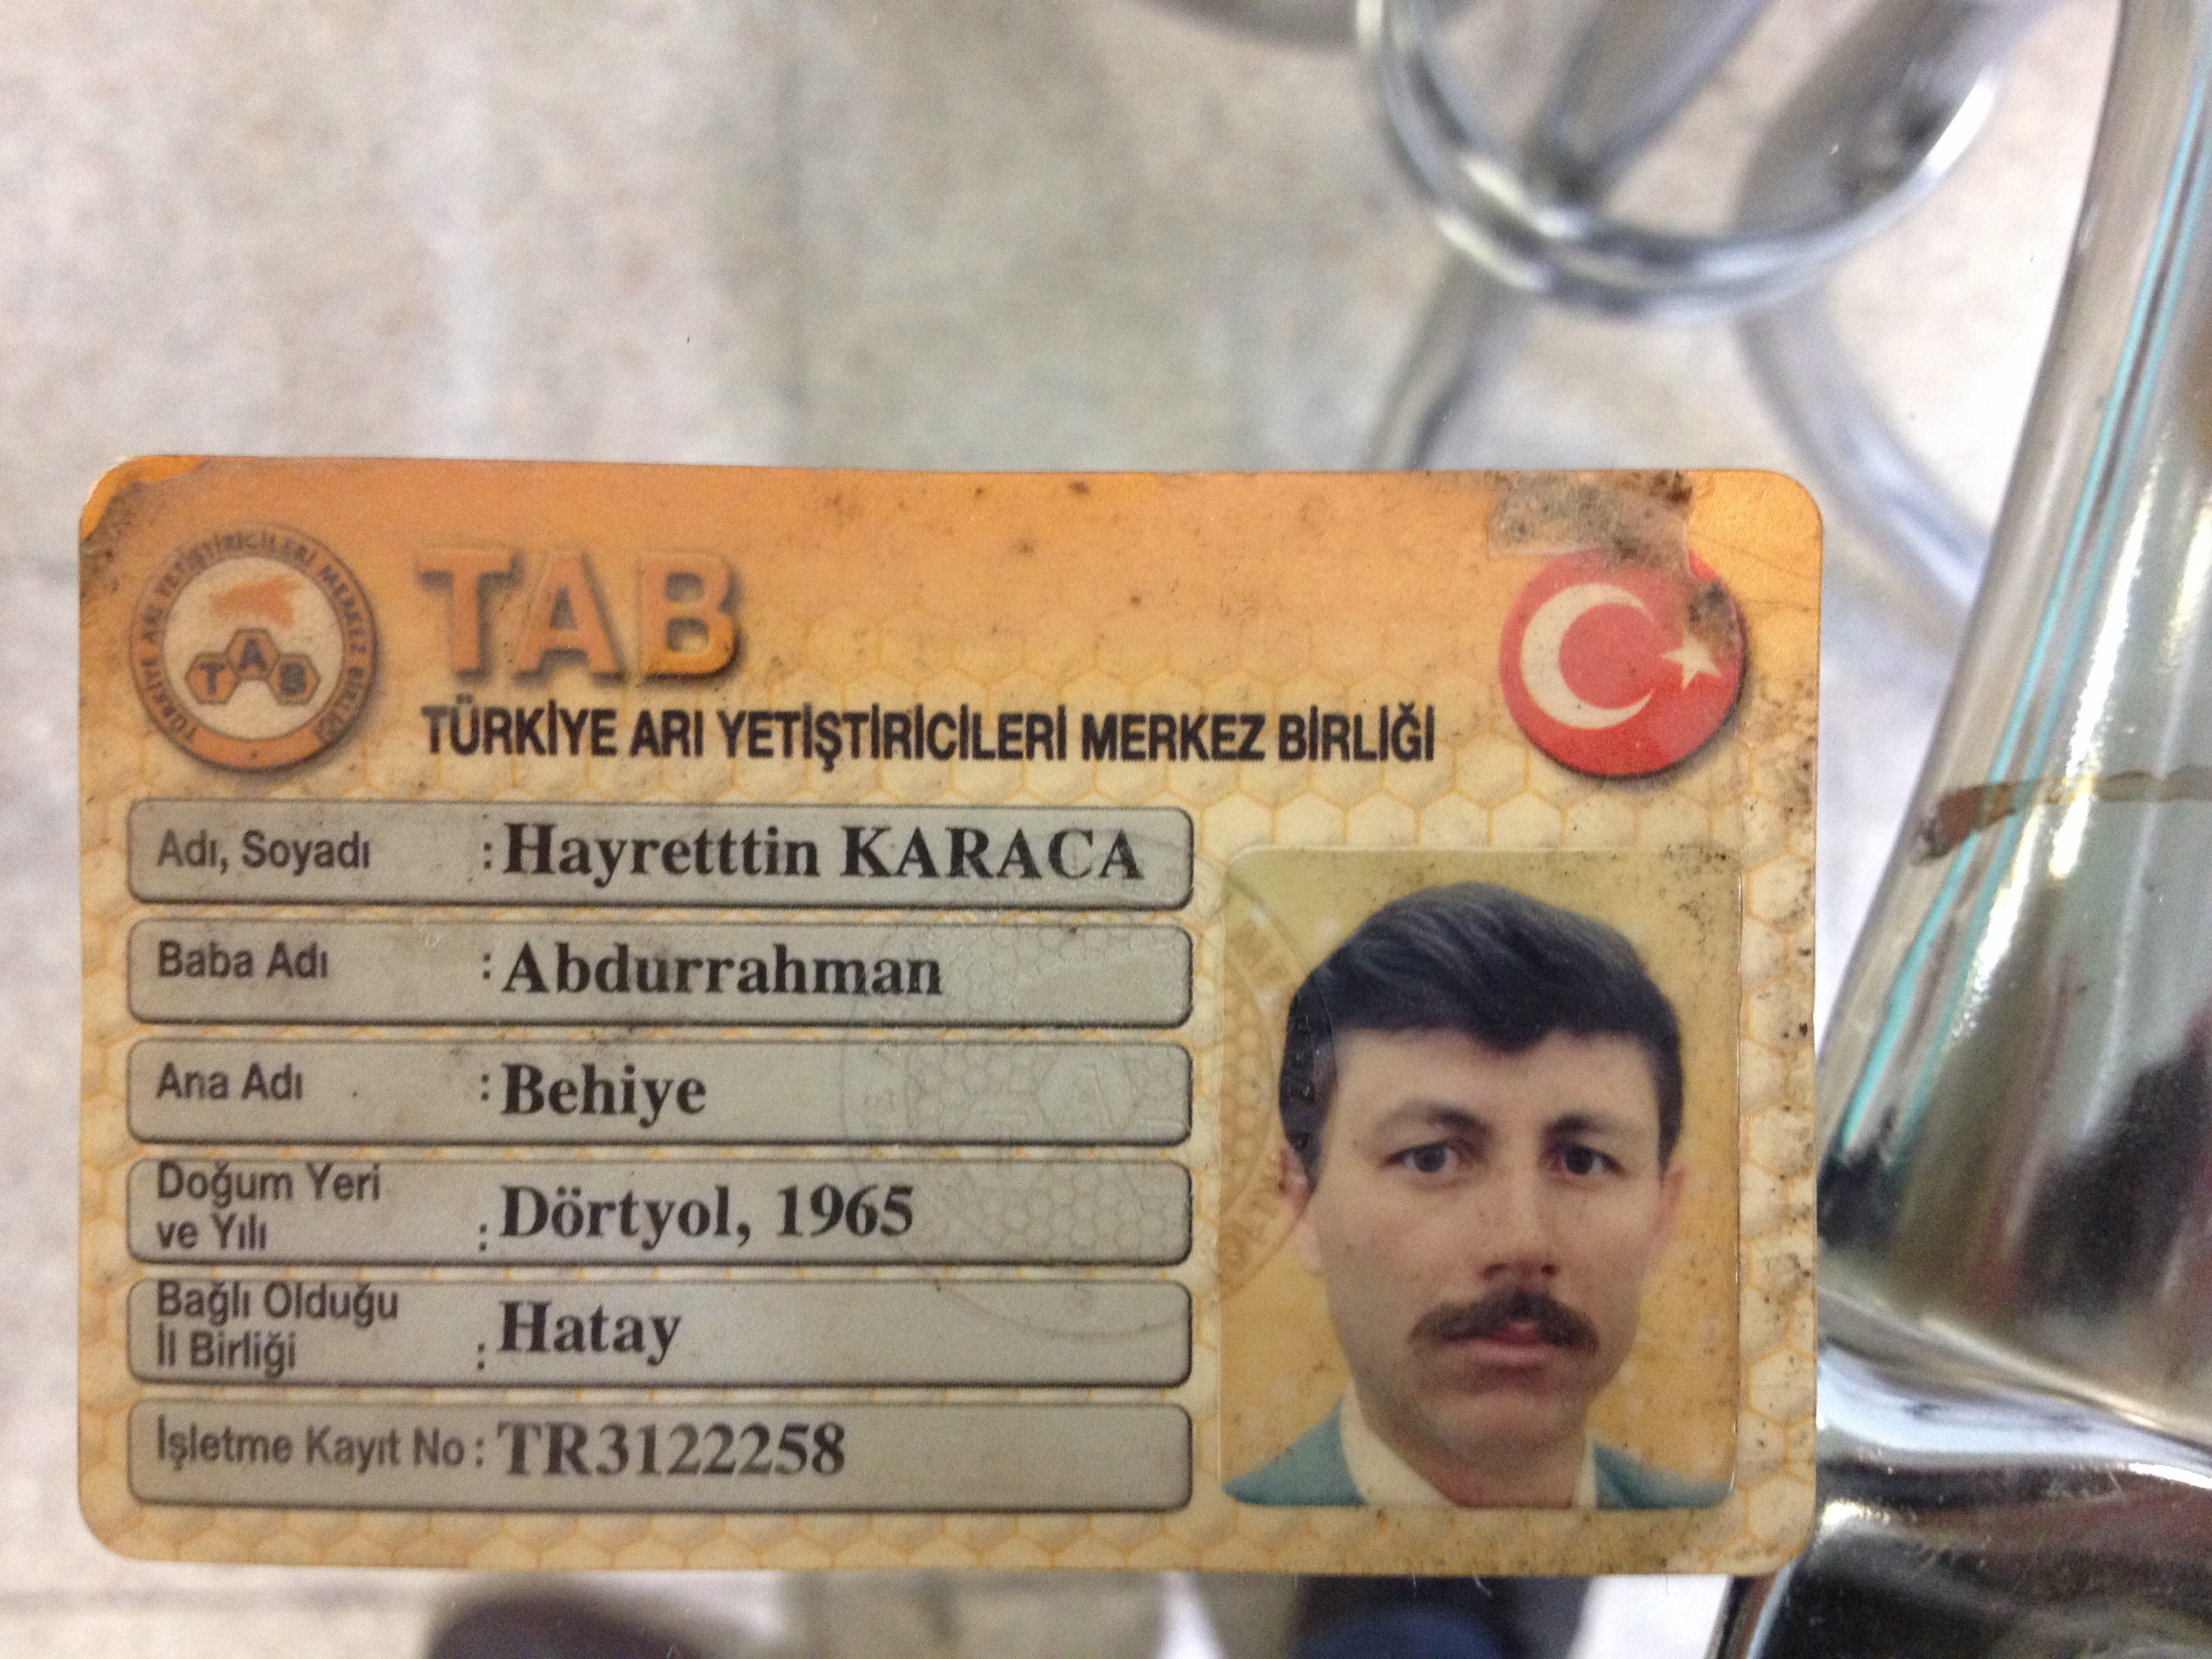 TAB
TÜRKİYE ARI YETİŞTİRİCİLERİ MERKEZ BİRLİĞİ
TÜRKİYE ARI YETİŞTİRİCİLERİ MERKEZ BİRLİĞİ
T A B
Adı, Soyadı : Hayretttin KARACA
Baba Adı : Abdurrahman
Ana Adı : Behiye
Doğum Yeri
ve Yılı : Dörtyol, 1965
Bağlı Olduğu
İl Birliği : Hatay
İşletme Kayıt No : TR3122258